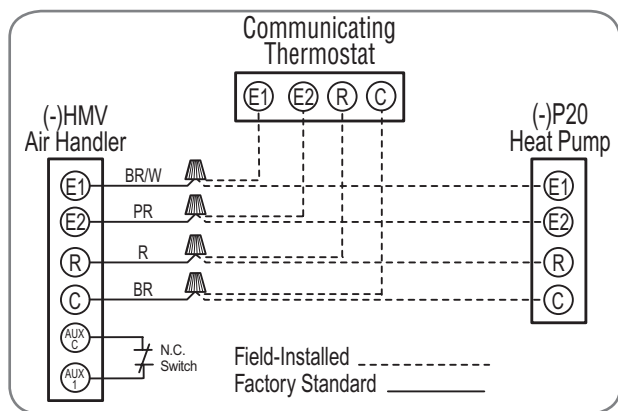 Communicating
Thermostat
E1 E2 R C
(-)HMV
Air Handler
(-)P20
Heat Pump
E1 BR/W E1
E2 PR E2
R R R
C BR C
AUX
C
N.C.
Switch
AUX
1
Field-Installed
Factory Standard